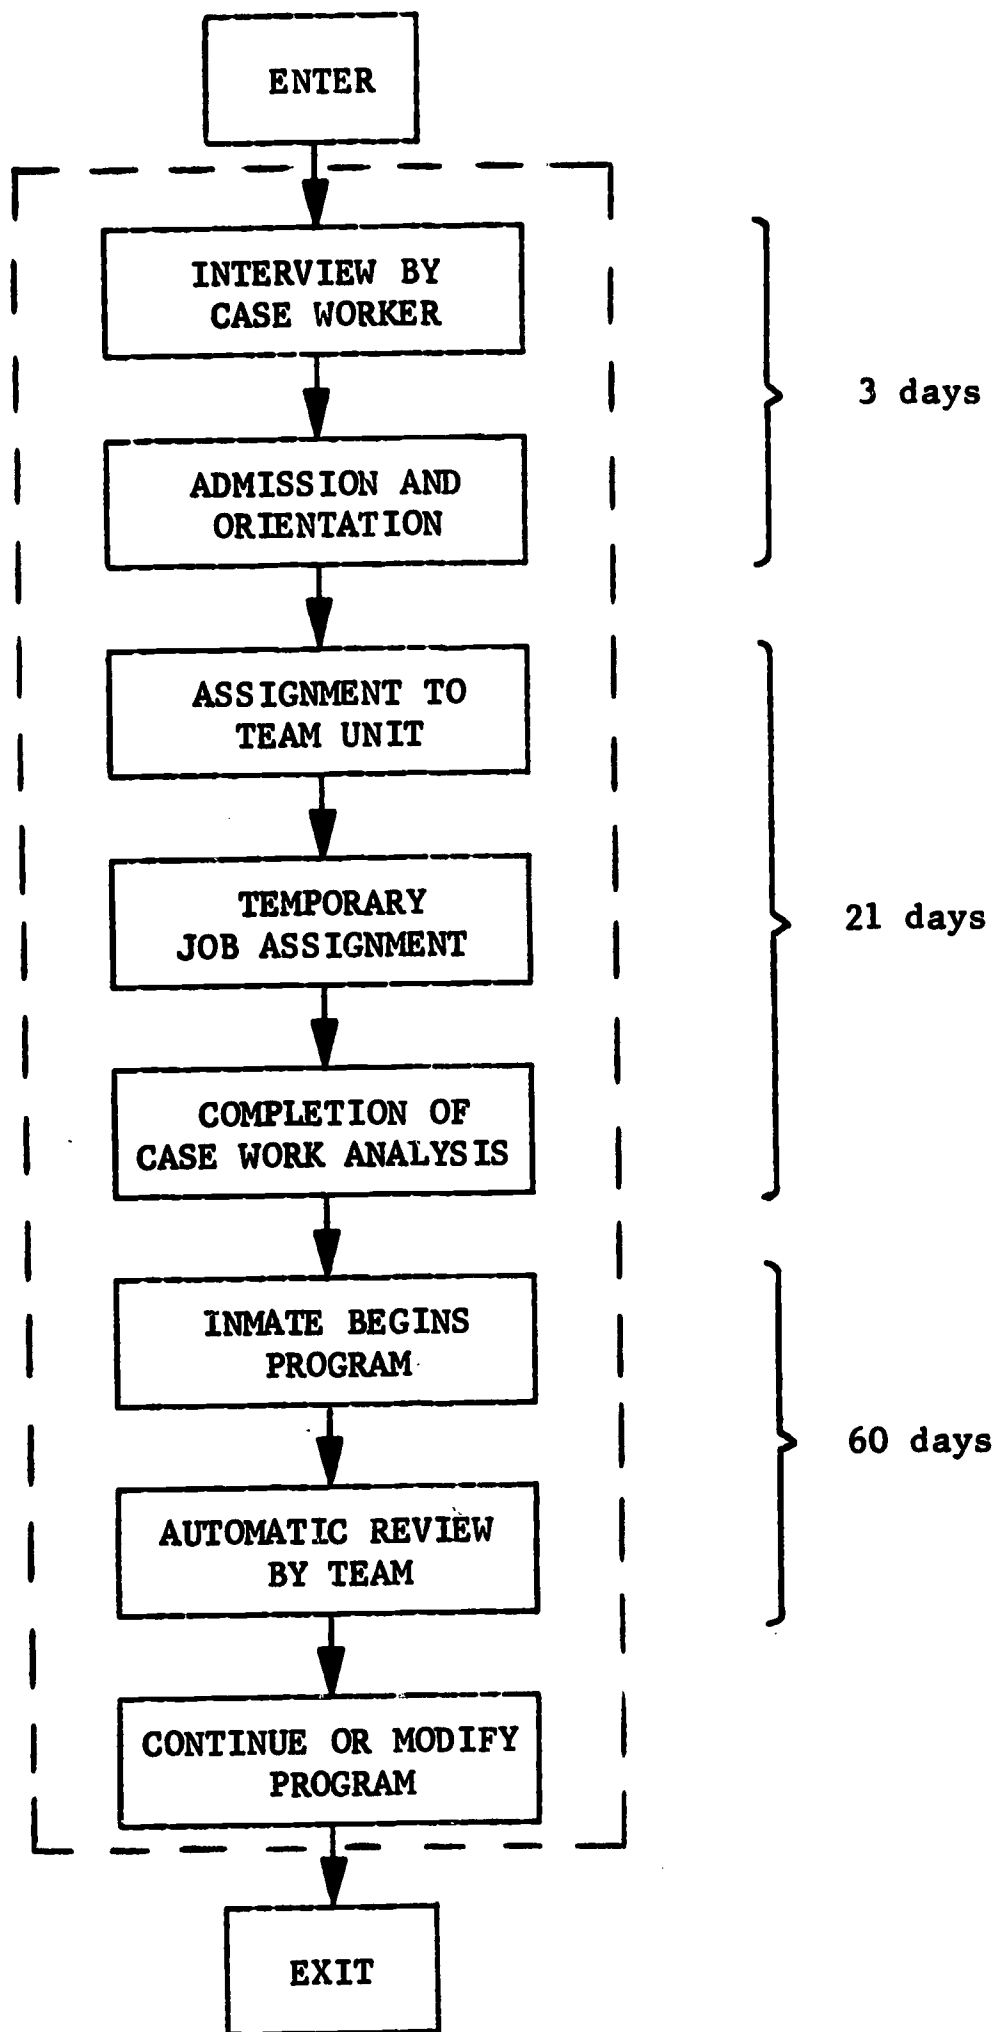 ENTER
INTERVIEW BY
CASE WORKER
3 days
ADMISSION AND
ORIENTATION
ASSIGNMENT TO
TEAM UNIT
TEMPORARY
JOB ASSIGNMENT
21 days
COMPLETION OF
CASE WORK ANALYSIS
INMATE BEGINS
PROGRAM
60 days
AUTOMATIC REVIEW
BY TEAM
CONTINUE OR MODIFY
PROGRAM
EXIT